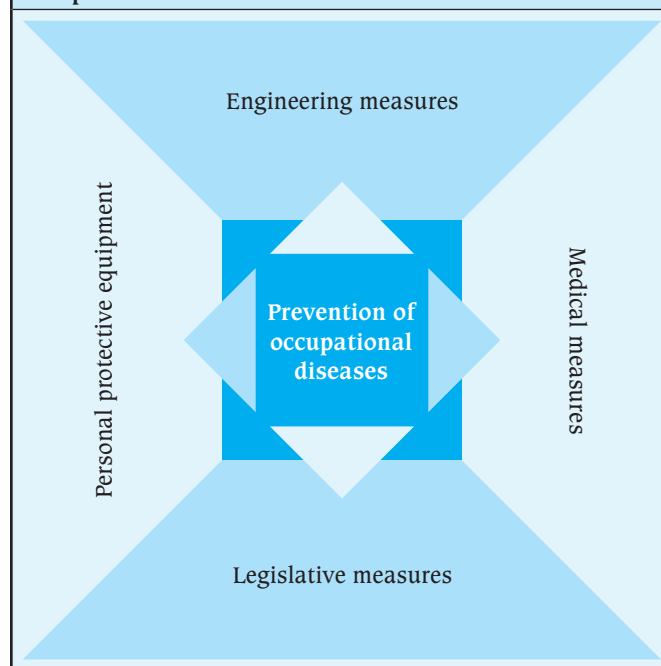 Engineering measures
Personal protective equipment
Prevention of
occupational
diseases
Medical measures
Legislative measures